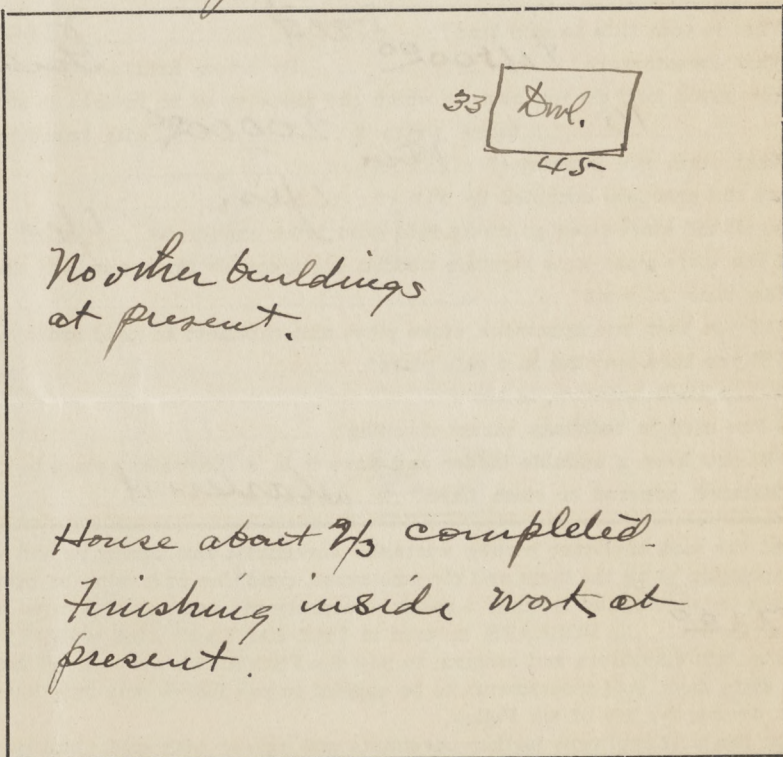 33 Dwl.
45
No other buildings
at present.
House about 2/3 completed
Finishing inside work at
present.